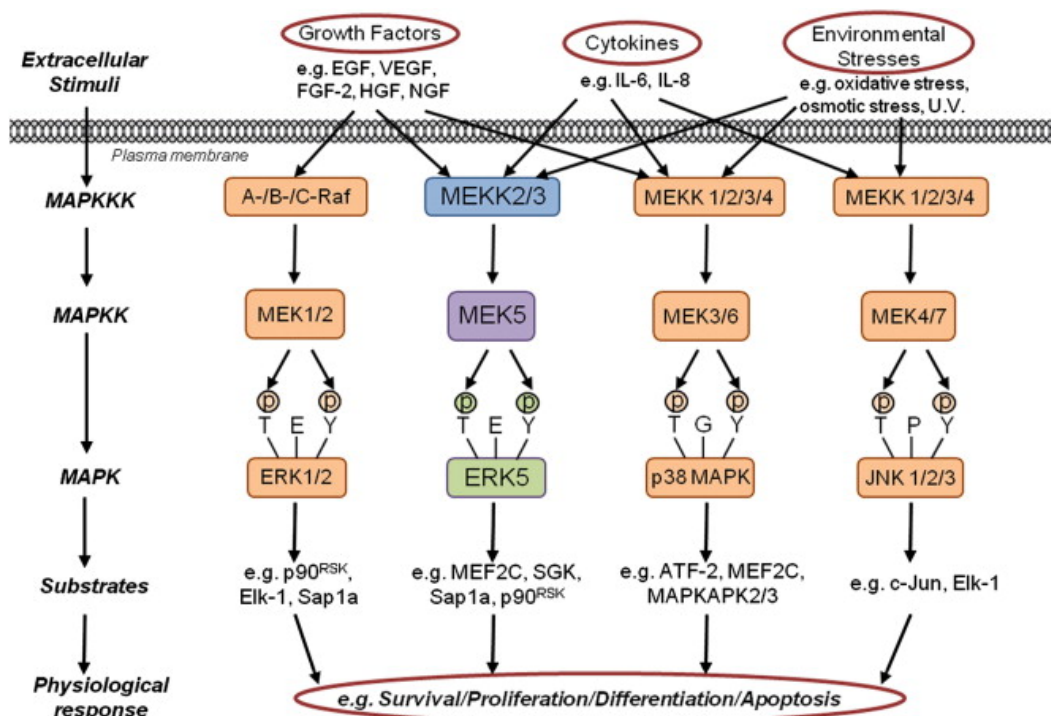 Extracellular
Stimuli
Growth Factors
e.g. EGF, VEGF,
FGF-2, HGF, NGF
Cytokines
e.g. IL-6, IL-8
Environmental
Stresses
e.g. oxidative stress,
osmotic stress, U.V.
Plasma membrane
MAPKKK
A-/B-/C-Raf
MEKK2/3
MEKK 1/2/3/4
MEKK 1/2/3/4
MAPKK
MEK1/2
MEK5
MEK3/6
MEK4/7
p p
T E Y
p p
T E Y
p p
T G Y
p p
T P Y
MAPK
ERK1/2
ERK5
p38 MAPK
JNK 1/2/3
Substrates
e.g. p90RSK,
Elk-1, Sap1a
e.g. MEF2C, SGK,
Sap1a, p90RSK
e.g. ATF-2, MEF2C,
MAPKAPK2/3
e.g. c-Jun, Elk-1
Physiological
response
e.g. Survival/Proliferation/Differentiation/Apoptosis